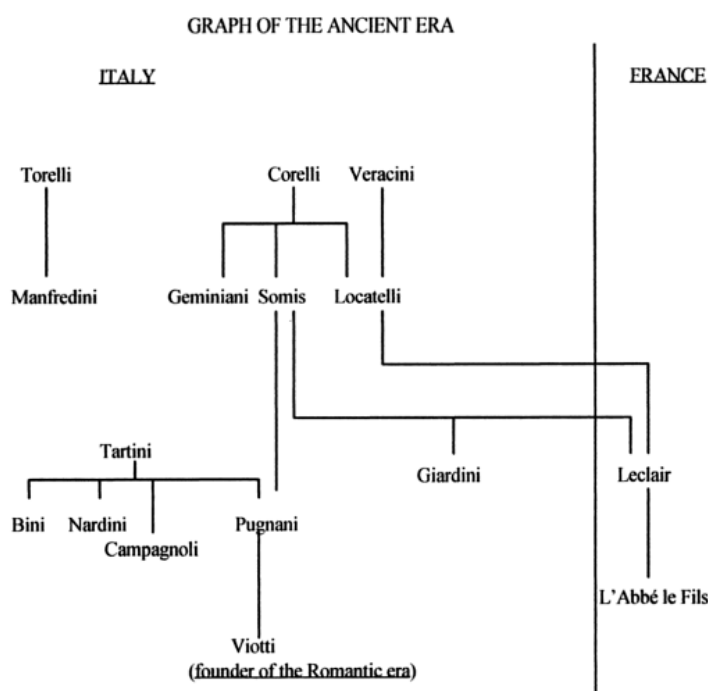 GRAPH OF THE ANCIENT ERA
ITALY
FRANCE
Torelli
Corelli
Veracini
Manfredini
Geminiani
Somis
Locatelli
Tartini
Giardini
Leclair
Bini
Nardini
Campagnoli
Pugnani
L'Abbé le Fils
Viotti
(founder of the Romantic era)